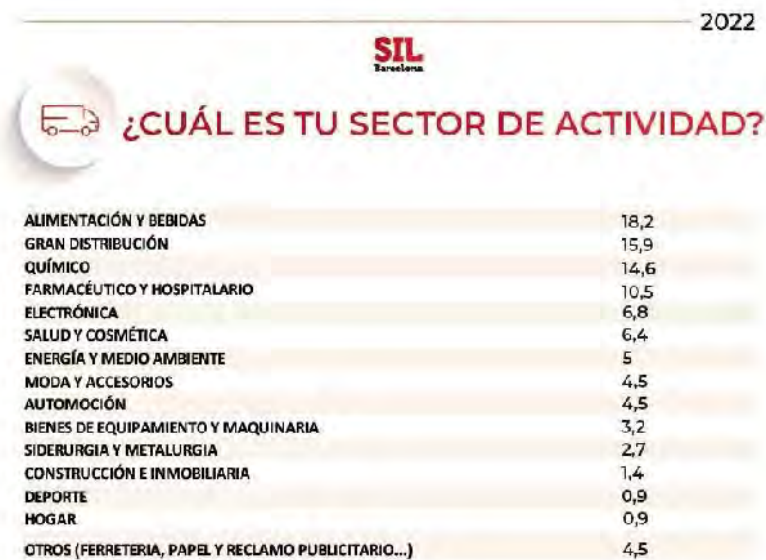 2022
SIL
Barcelona
¿CUÁL ES TU SECTOR DE ACTIVIDAD?
ALIMENTACIÓN Y BEBIDAS 18,2
GRAN DISTRIBUCIÓN 15,9
QUÍMICO 14,6
FARMACÉUTICO Y HOSPITALARIO 10,5
ELECTRÓNICA 6,8
SALUD Y COSMÉTICA 6,4
ENERGÍA Y MEDIO AMBIENTE 5
MODA Y ACCESORIOS 4,5
AUTOMOCIÓN 4,5
BIENES DE EQUIPAMIENTO Y MAQUINARIA 3,2
SIDERURGIA Y METALURGIA 2,7
CONSTRUCCIÓN E INMOBILIARIA 1,4
DEPORTE 0,9
HOGAR 0,9
OTROS (FERRETERIA, PAPEL Y RECLAMO PUBLICITARIO...) 4,5